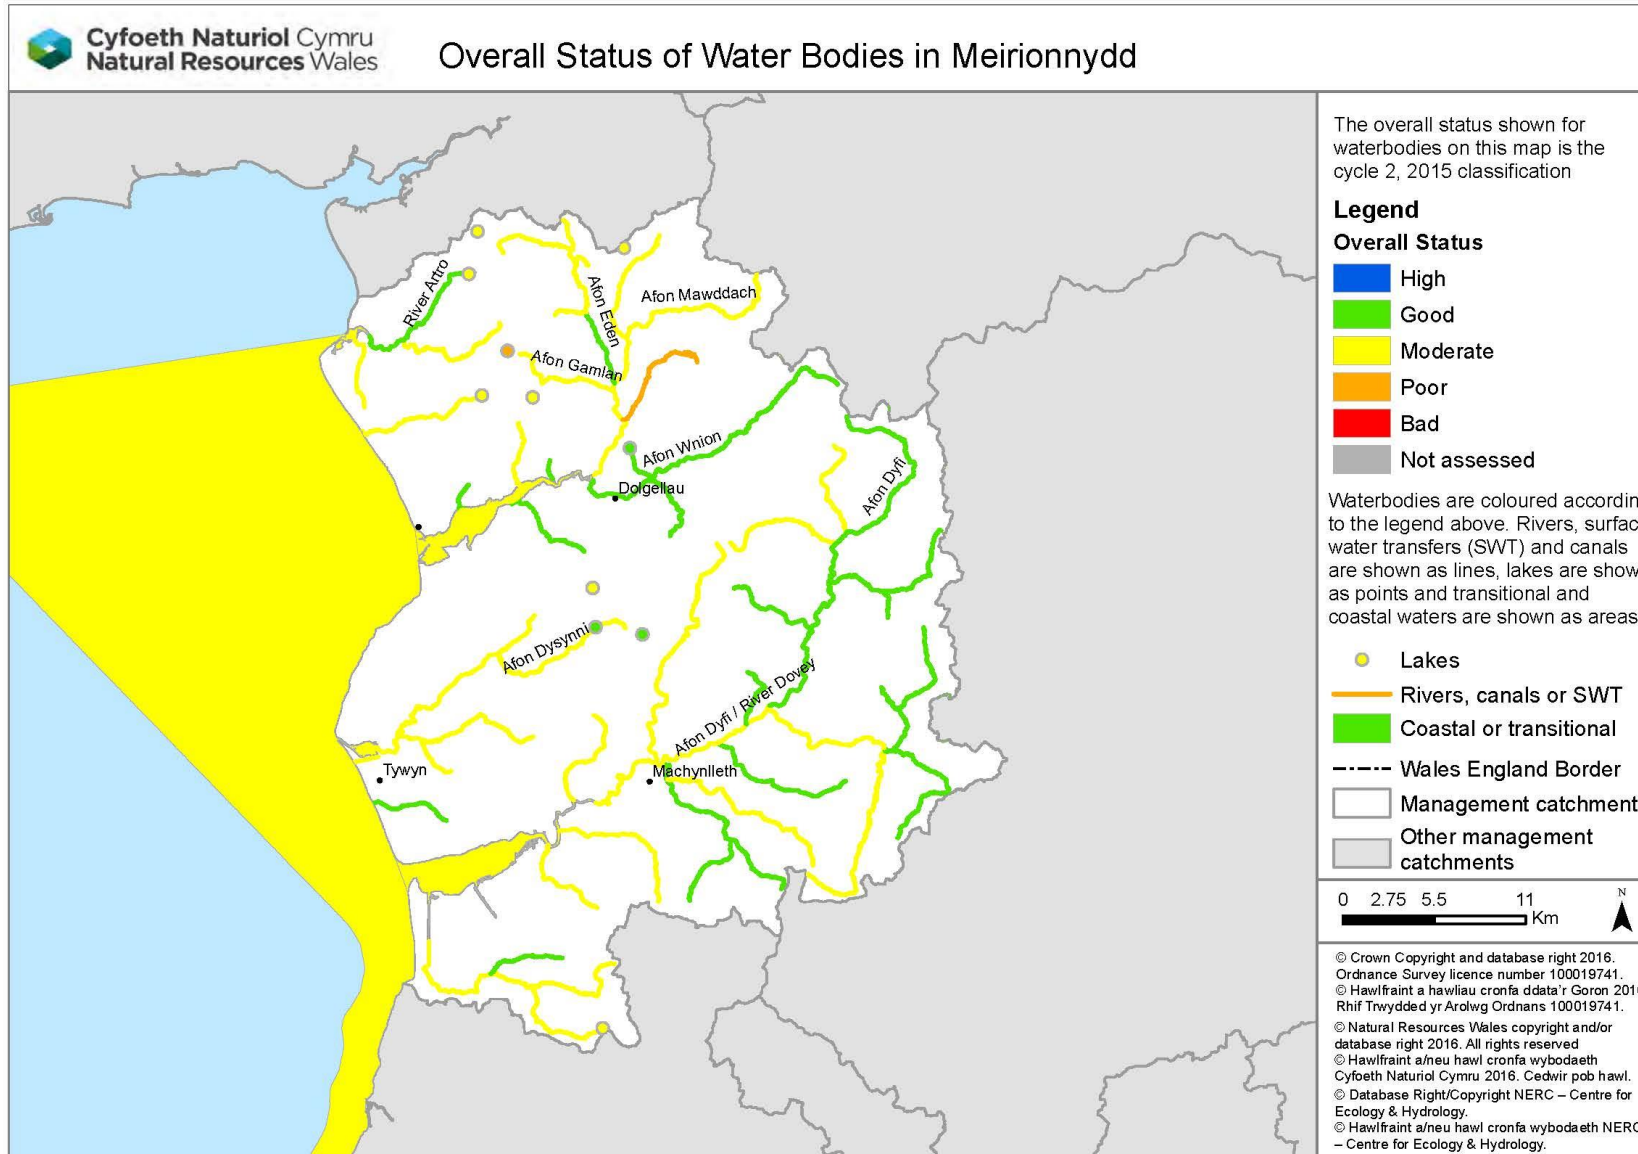 Cyfoeth Naturiol Cymru
Natural Resources Wales
Overall Status of Water Bodies in Meirionnydd
River Artro
Afon Eden
Afon Mawddach
Afon Gamlan
Afon Wnion
Dolgellau
Afon Dyfi
Afon Dysynni
Afon Dyfi / River Dovey
Tywyn
Machynlleth
The overall status shown for
waterbodies on this map is the
cycle 2, 2015 classification
Legend
Overall Status
High
Good
Moderate
Poor
Bad
Not assessed
Waterbodies are coloured accordin
to the legend above. Rivers, surfac
water transfers (SWT) and canals
are shown as lines, lakes are show
as points and transitional and
coastal waters are shown as areas
Lakes
Rivers, canals or SWT
Coastal or transitional
Wales England Border
Management catchment
Other management
catchments
0 2.75 5.5 11
Km
N
© Crown Copyright and database right 2016.
Ordnance Survey licence number 100019741.
© Hawlfraint a hawliau cronfa ddata'r Goron 201
Rhif Trwydded yr Arolwg Ordnans 100019741.
© Natural Resources Wales copyright and/or
database right 2016. All rights reserved
© Hawlfraint a/neu hawl cronfa wybodaeth
Cyfoeth Naturiol Cymru 2016. Cedwir pob hawl.
© Database Right/Copyright NERC – Centre for
Ecology & Hydrology.
© Hawlfraint a/neu hawl cronfa wybodaeth NERC
– Centre for Ecology & Hydrology.